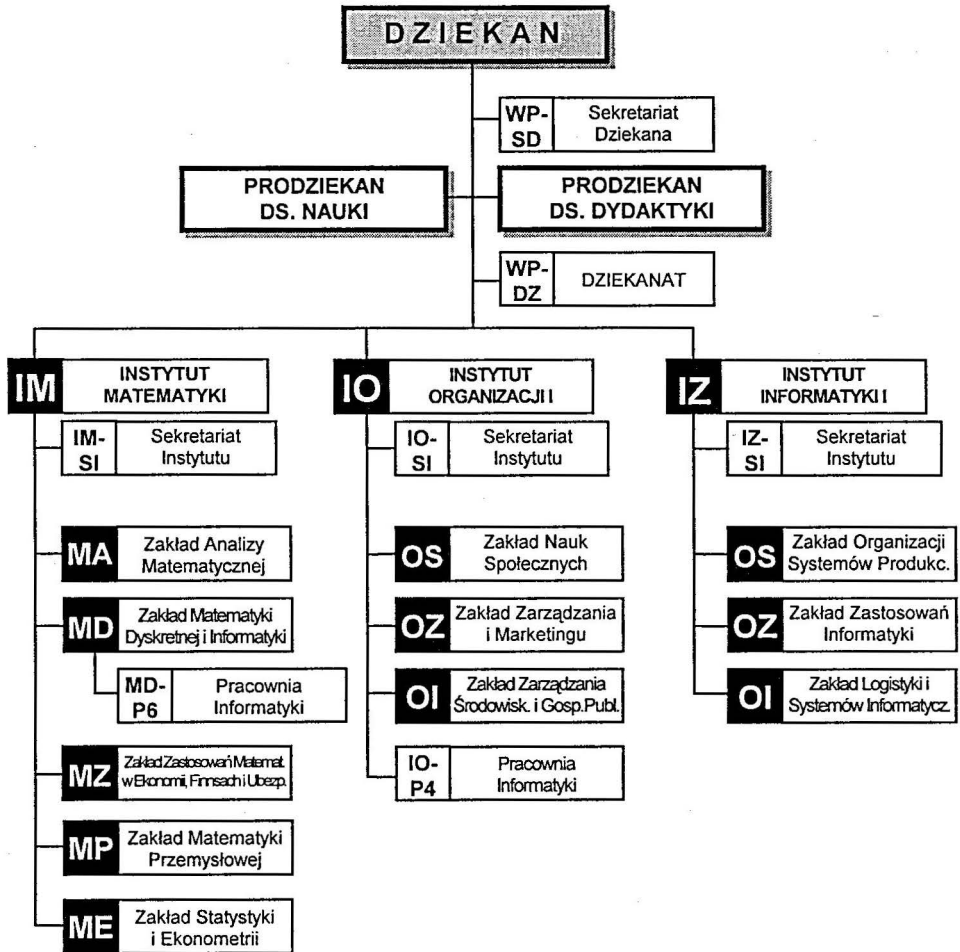 DZIEKAN
WP-
SD
Sekretariat
Dziekana
PRODZIEKAN
DS. NAUKI
PRODZIEKAN
DS. DYDAKTYKI
WP-
DZ
DZIEKANAT
IM
INSTYTUT
MATEMATYKI
IM-
SI
Sekretariat
Instytutu
MA
Zakład Analizy
Matematycznej
MD
Zakład Matematyki
Dyskretnej i Informatyki
MD-
P6
Pracownia
Informatyki
MZ
Zakład Zastosowań Matemat.
w Ekonomii, Finnsach i Ubezp.
MP
Zakład Matematyki
Przemysłowej
ME
Zakład Statystyki
i Ekonometrii
IO
INSTYTUT
ORGANIZACJI I
IO-
SI
Sekretariat
Instytutu
OS
Zakład Nauk
Społecznych
OZ
Zakład Zarządzania
i Marketingu
OI
Zakład Zarządzania
Środowisk. i Gosp.Publ.
IO-
P4
Pracownia
Informatyki
IZ
INSTYTUT
INFORMATYKI I
IZ-
SI
Sekretariat
Instytutu
OS
Zakład Organizacji
Systemów Produkc.
OZ
Zakład Zastosowań
Informatyki
OI
Zakład Logistyki i
Systemów Informatycz.